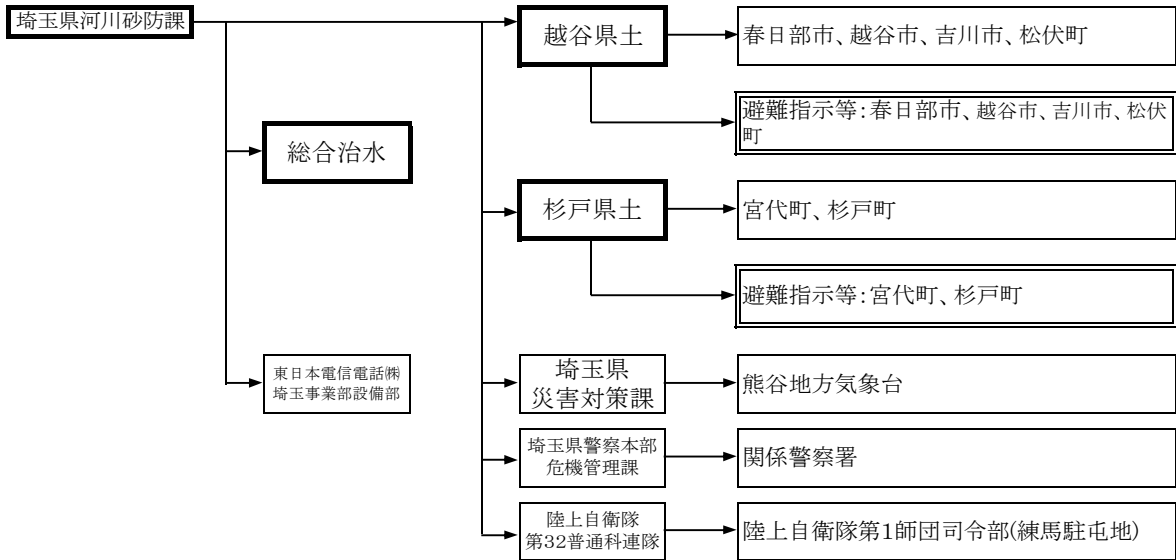 埼玉県河川砂防課
越谷県土
春日部市、越谷市、吉川市、松伏町
避難指示等:春日部市、越谷市、吉川市、松伏
町
総合治水
杉戸県土
宮代町、杉戸町
避難指示等:宮代町、杉戸町
東日本電信電話㈱
埼玉事業部設備部
埼玉県
災害対策課
熊谷地方気象台
埼玉県警察本部
危機管理課
関係警察署
陸上自衛隊
第32普通科連隊
陸上自衛隊第1師団司令部(練馬駐屯地)